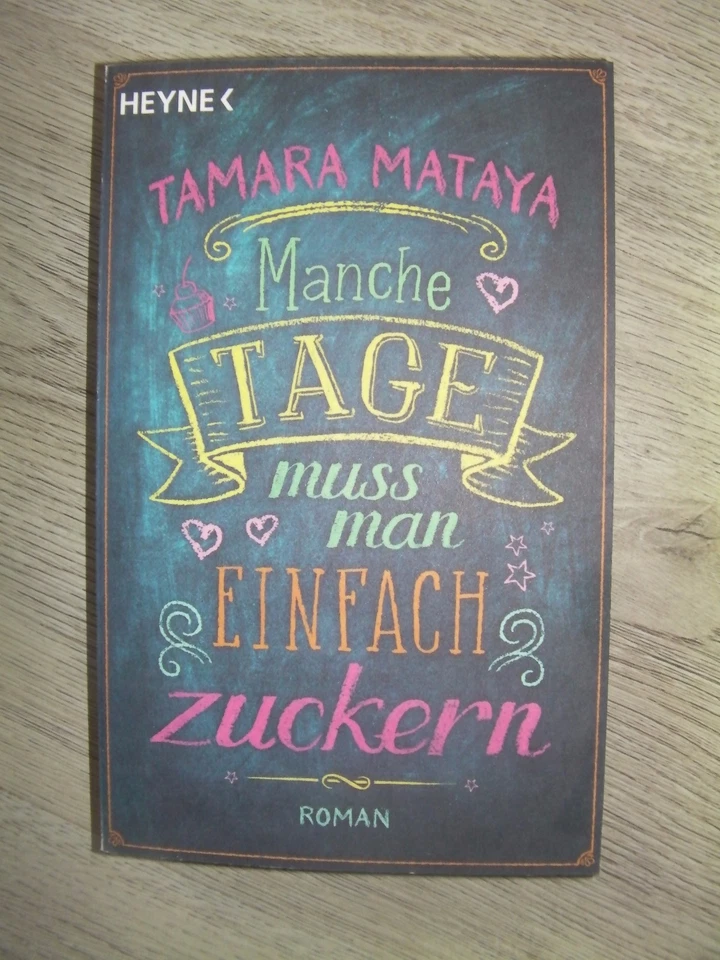 HEYNE <
TAMARA MATAYA
Manche
TAGE
muss
man
EINFACH
zuckern
ROMAN